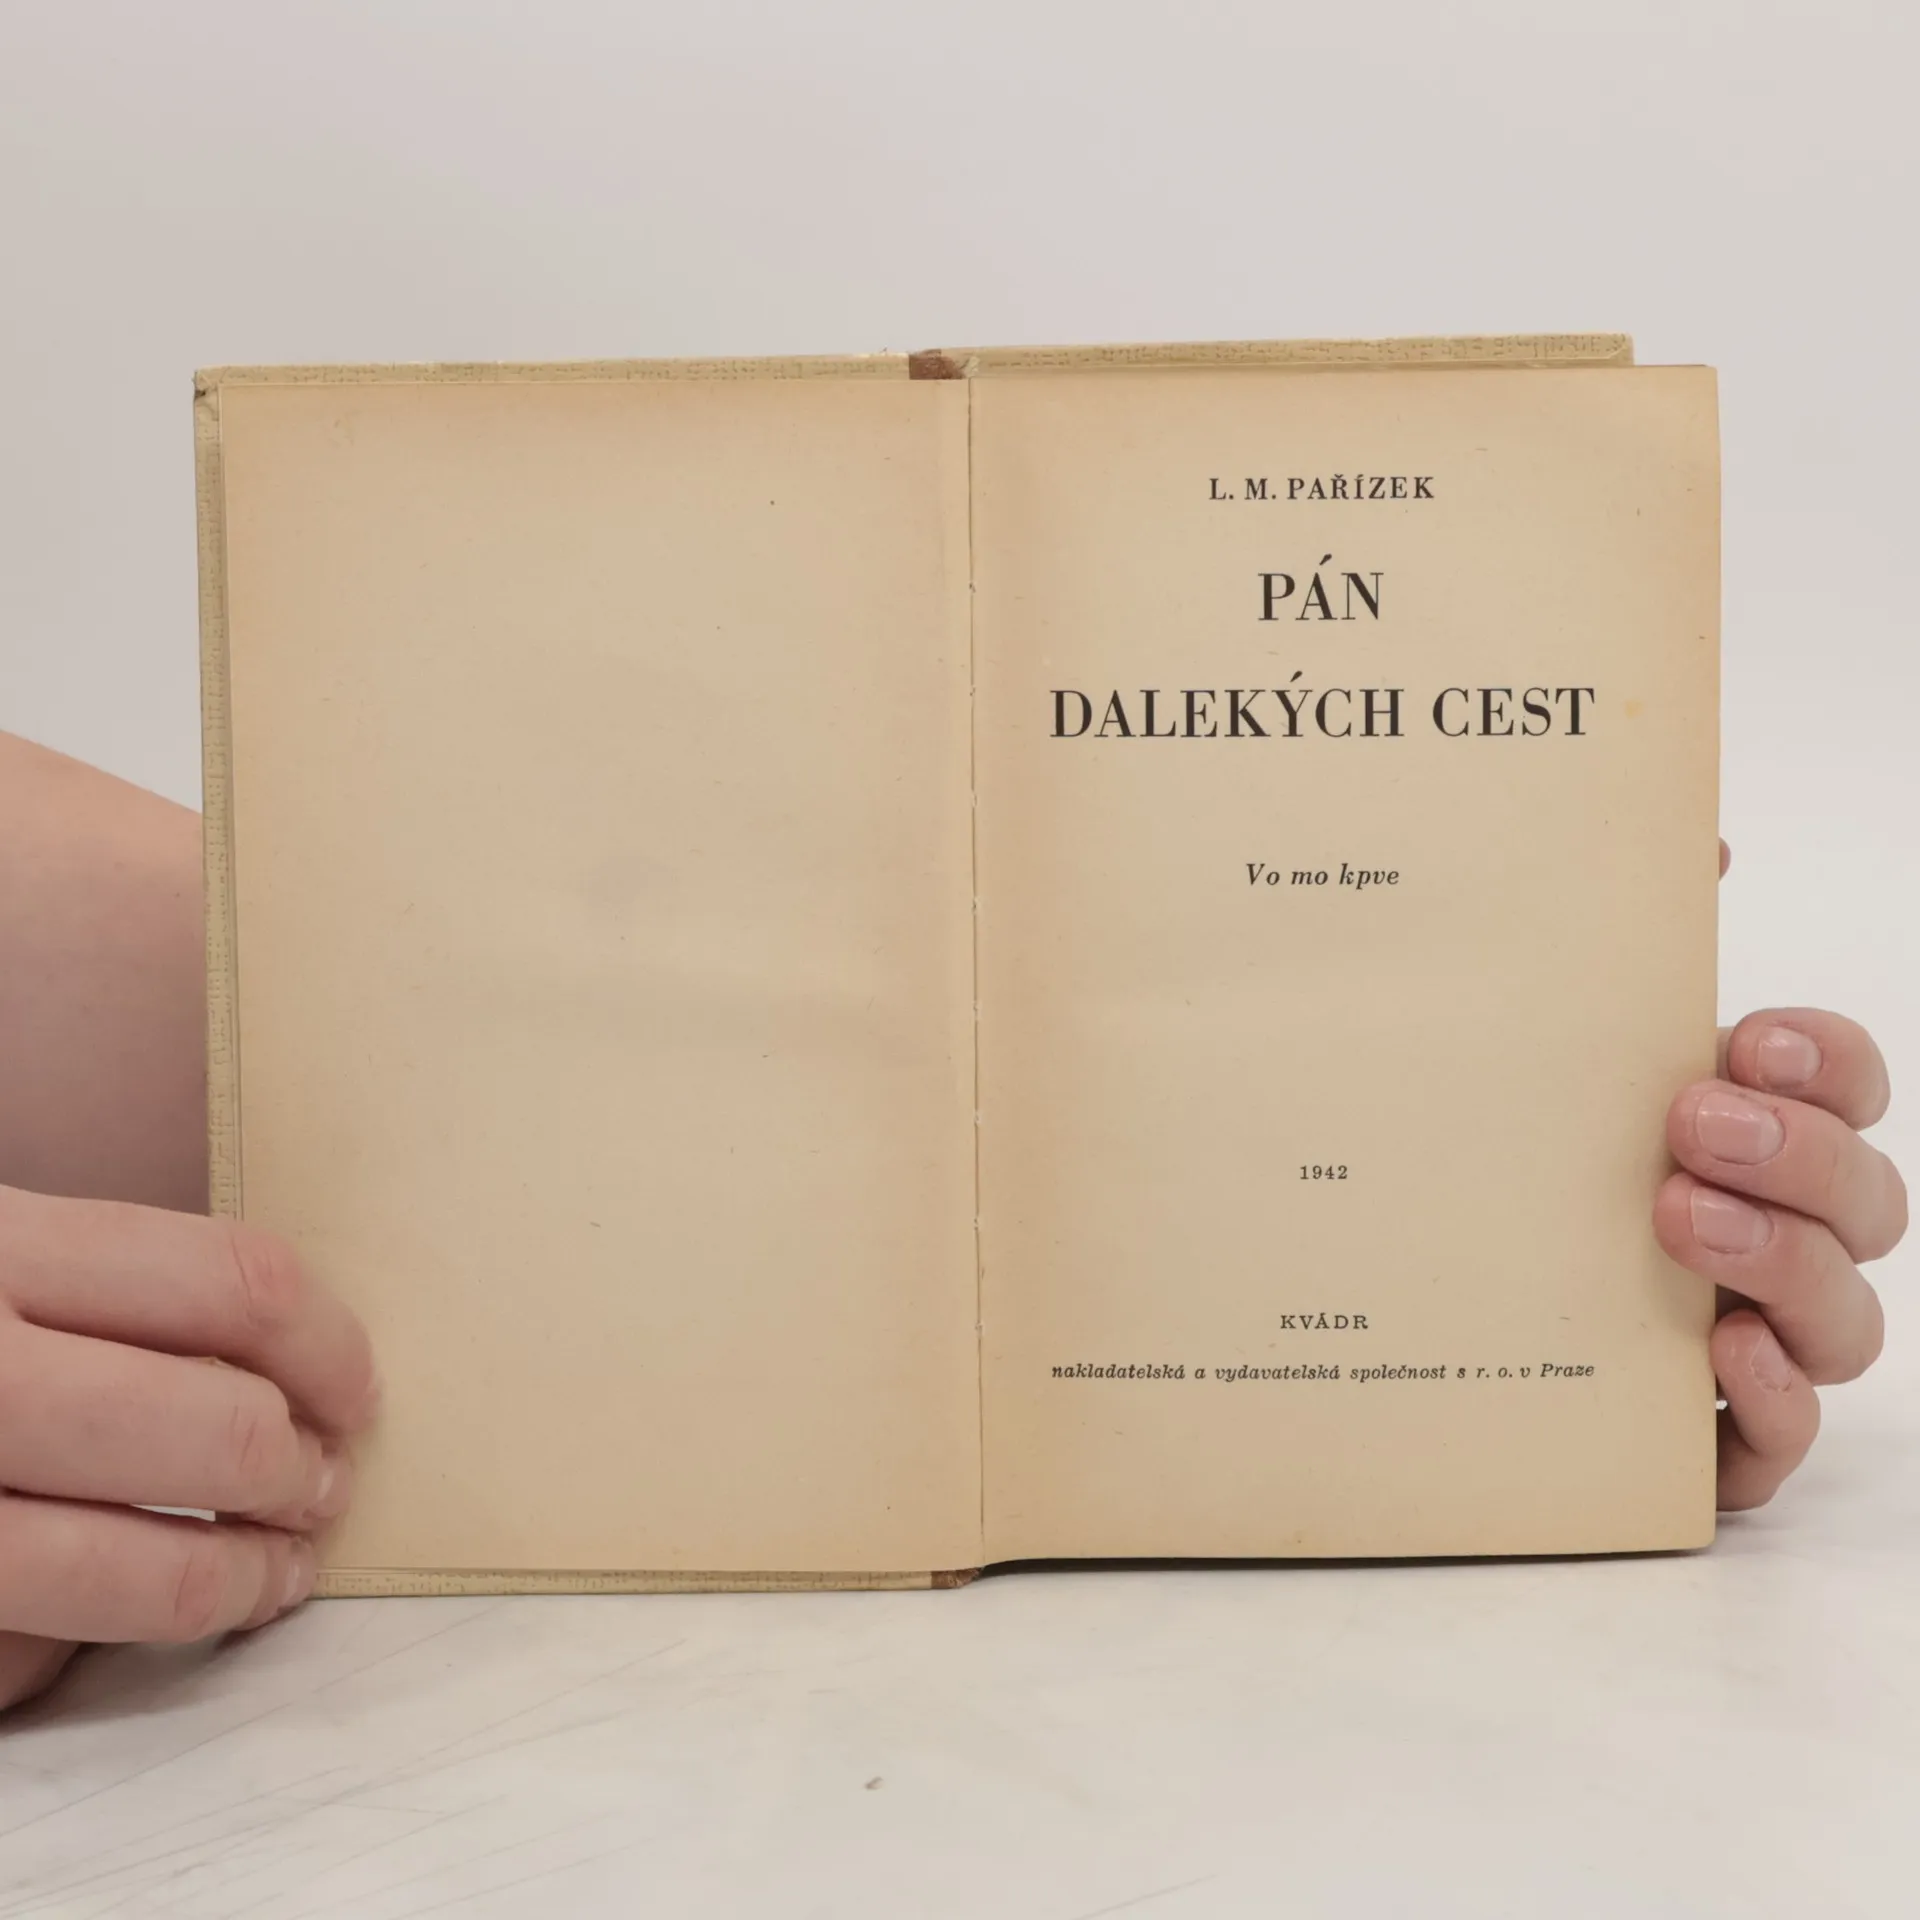 L. M. PAŘÍZEK
PÁN
DALEKÝCH CEST
Vo mo kpve
1942
KVÁDR
nakladatelská a vydavatelská společnost s r. o. v Praze